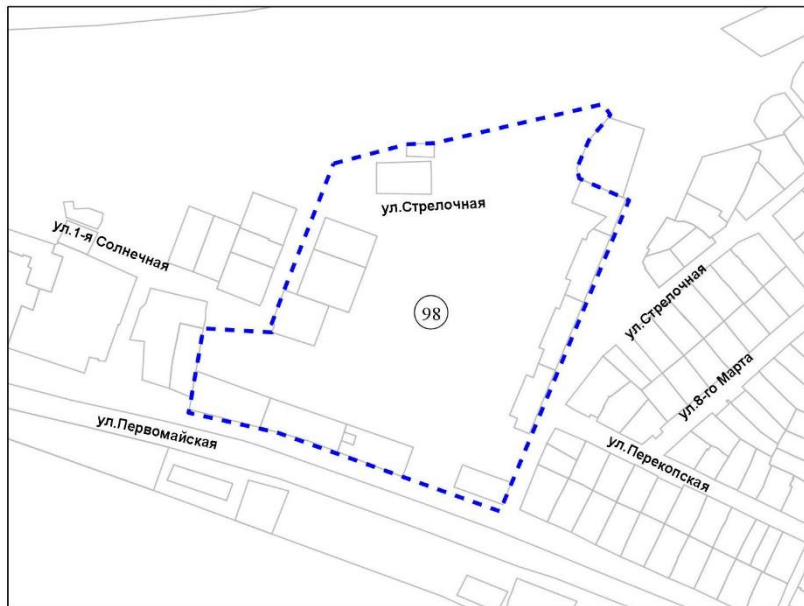 ул.Стрелочная
ул.1-я Солнечная
98
ул.Стрелочная
ул.8-го Марта
ул.Первомайская
ул.Перекопская